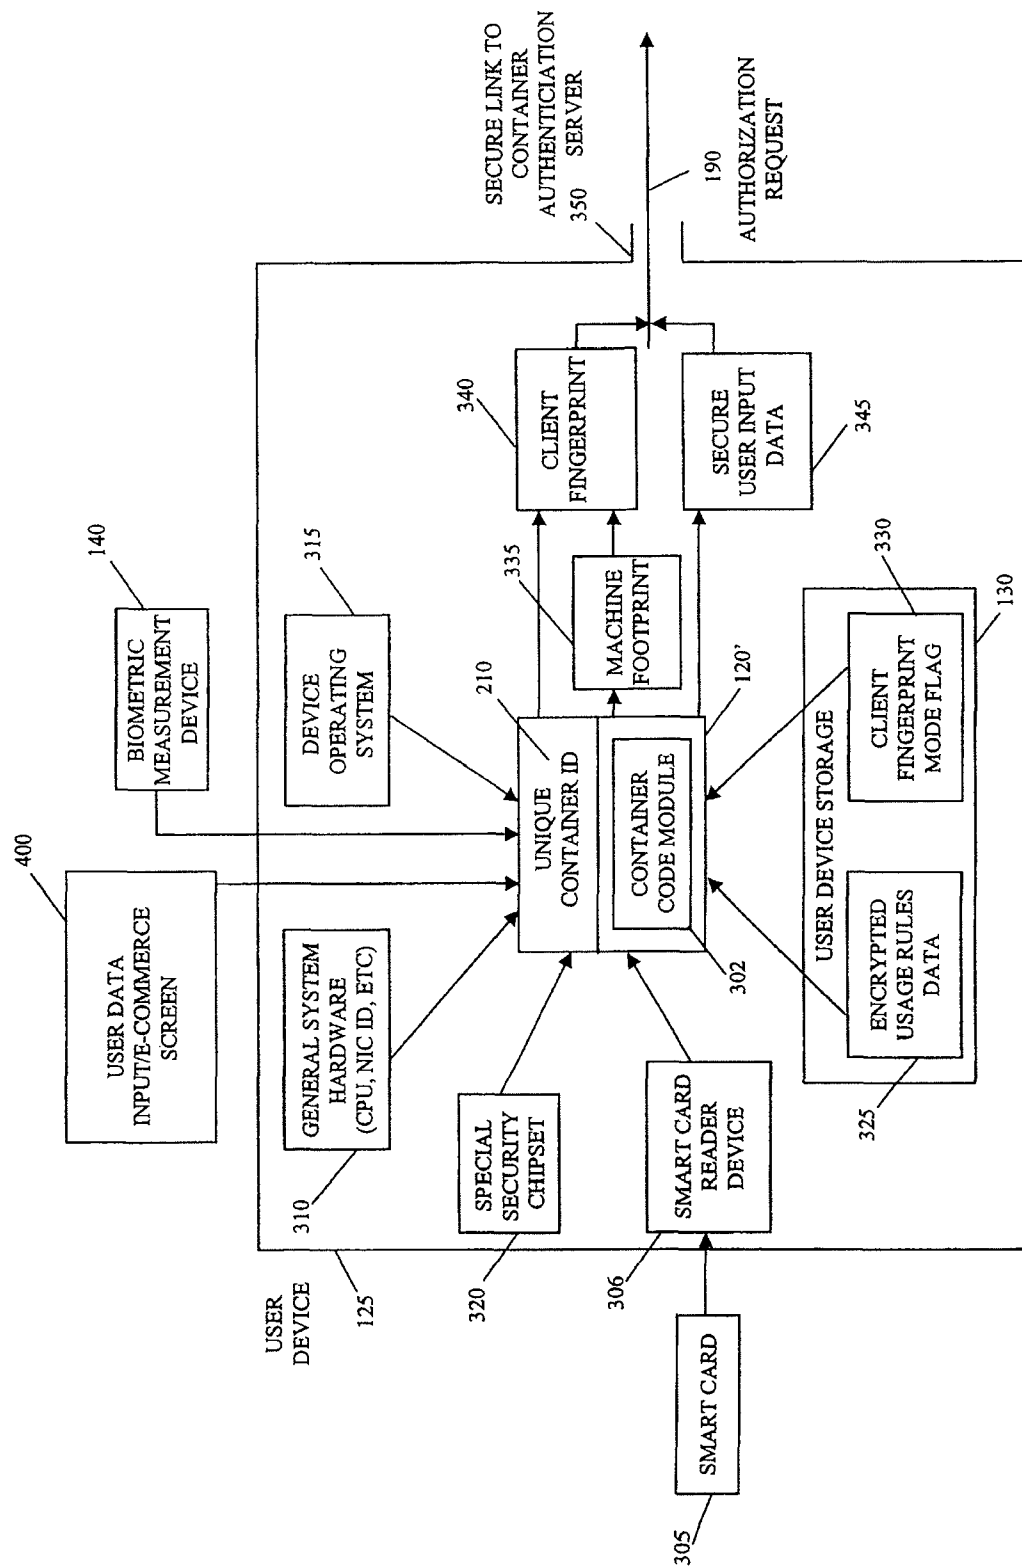 400
USER DATA
INPUT/E-COMMERCE
SCREEN
140
BIOMETRIC
MEASUREMENT
DEVICE
USER
DEVICE
125
310
GENERAL SYSTEM
HARDWARE
(CPU, NIC ID, ETC)
315
DEVICE
OPERATING
SYSTEM
320
SPECIAL
SECURITY
CHIPSET
210
UNIQUE
CONTAINER ID
CONTAINER
CODE MODULE
302
120'
305
SMART CARD
306
SMART CARD
READER
DEVICE
335
MACHINE
FOOTPRINT
340
CLIENT
FINGERPRINT
SECURE
USER INPUT
DATA
345
SECURE LINK TO
CONTAINER
AUTHENTICIATION
SERVER
350
190
AUTHORIZATION
REQUEST
USER DEVICE STORAGE
130
ENCRYPTED
USAGE RULES
DATA
325
330
CLIENT
FINGERPRINT
MODE FLAG